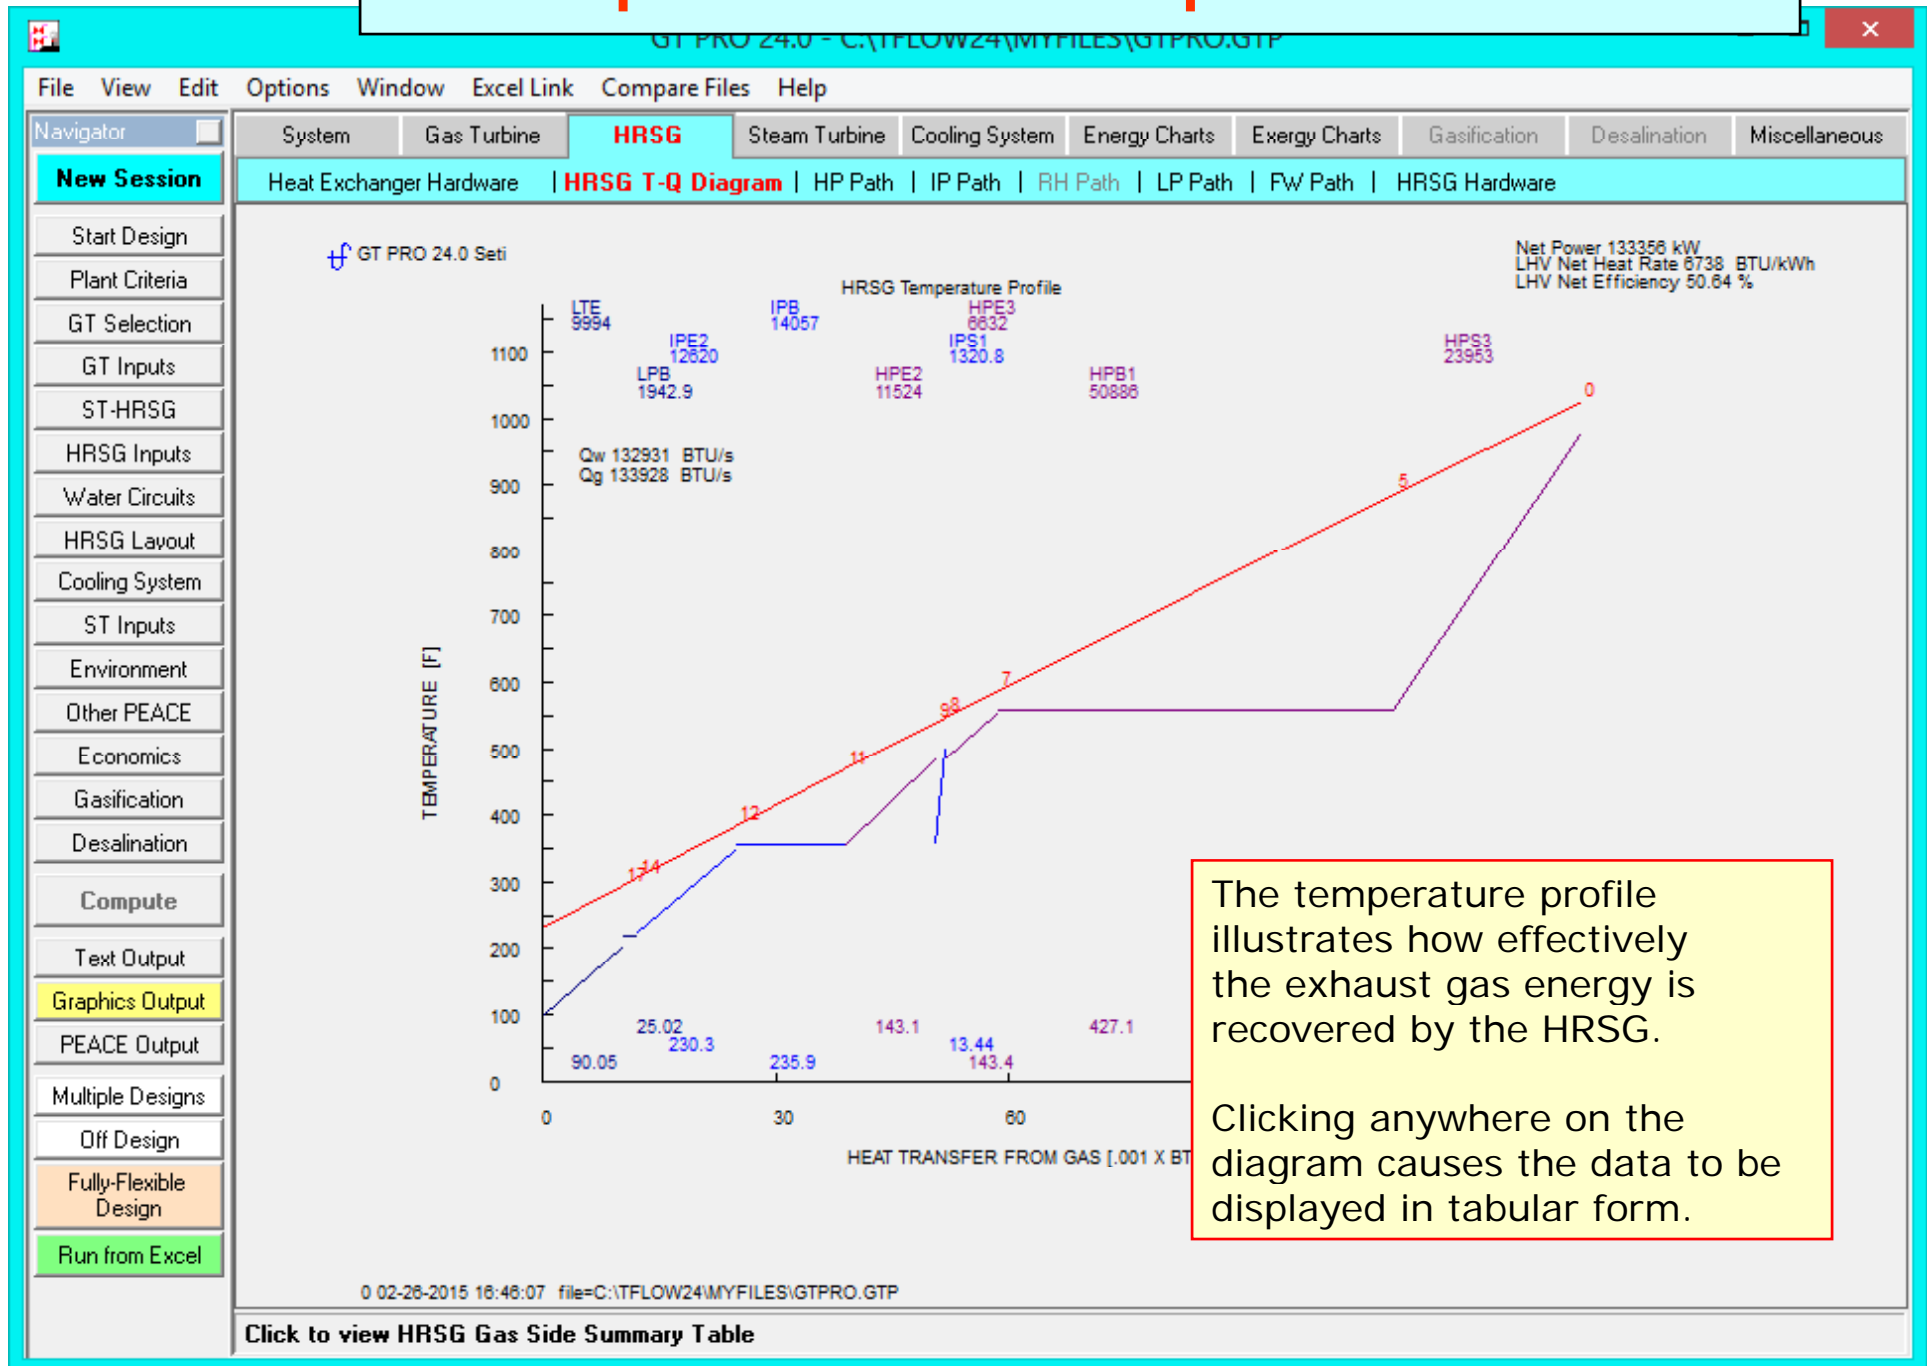 GT PRO 24.0 - C:\TFLOW24\MYFILES\GTPRO.GTP
File View Edit Options Window Excel Link Compare Files Help
Navigator
New Session
Start Design
Plant Criteria
GT Selection
GT Inputs
ST-HRSG
HRSG Inputs
Water Circuits
HRSG Layout
Cooling System
ST Inputs
Environment
Other PEACE
Economics
Gasification
Desalination
Compute
Text Output
Graphics Output
PEACE Output
Multiple Designs
Off Design
Fully-Flexible
Design
Run from Excel
System Gas Turbine HRSG Steam Turbine Cooling System Energy Charts Exergy Charts Gasification Desalination Miscellaneous
Heat Exchanger Hardware | HRSG T-Q Diagram | HP Path | IP Path | RH Path | LP Path | FW Path | HRSG Hardware
GT PRO 24.0 Seti
Net Power 133356 kW
LHV Net Heat Rate 6738 BTU/kWh
LHV Net Efficiency 50.64 %
HRSG Temperature Profile
LTE IPB HPE3
9994 14057 6632
IPE2 IPS1 HPS3
12620 1320.8 23953
LPB HPE2 HPB1
1942.9 11524 50886
Qw 132931 BTU/s
Qg 133928 BTU/s
TEMPERATURE [F]
1100
1000
900
800
700
600
500
400
300
200
100
0
0
5
7
8
9
11
12
14
17
25.02 143.1 427.1
230.3 13.44
90.05 235.9 143.4
0 30 60
HEAT TRANSFER FROM GAS [.001 X BT
The temperature profile
illustrates how effectively
the exhaust gas energy is
recovered by the HRSG.
Clicking anywhere on the
diagram causes the data to be
displayed in tabular form.
0 02-26-2015 16:46:07 file=C:\TFLOW24\MYFILES\GTPRO.GTP
Click to view HRSG Gas Side Summary Table